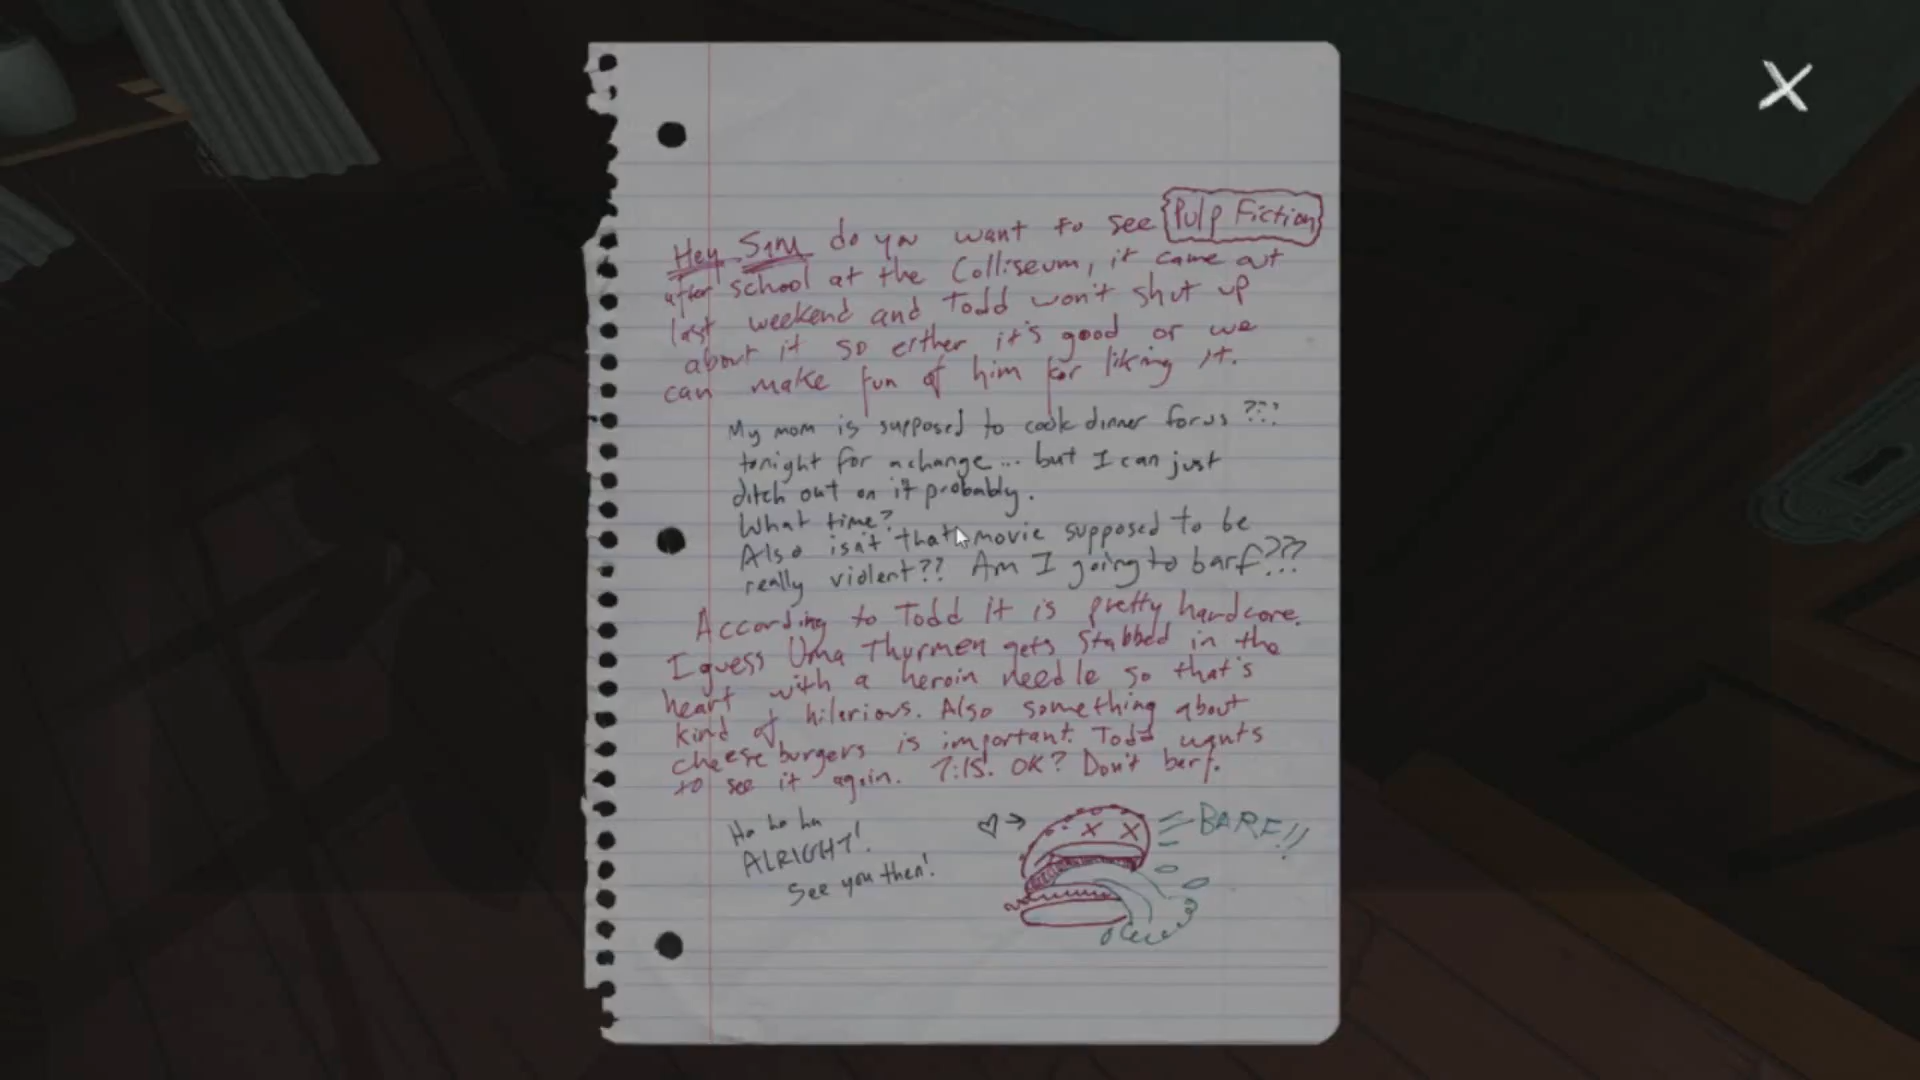 Hey Sam do you want to see Pulp Fiction
after school at the Colliseum, it came out
last weekend and Todd won't shut up
about it so either it's good or we
can make fun of him for liking it.
My mom is supposed to cook dinner for us ???
tonight for a change... but I can just
ditch out on it probably.
What time?
Also isn't that movie supposed to be
really violent?? Am I going to barf???
According to Todd it is pretty hardcore.
I guess Uma Thurmen gets stabbed in the
heart with a heroin needle so that's
kind of hilarious. Also something about
cheeseburgers is important. Todd wants
to see it again. 7:15. OK? Don't barf.
Ha ha ha
ALRIGHT!
See you then!
BARF!!